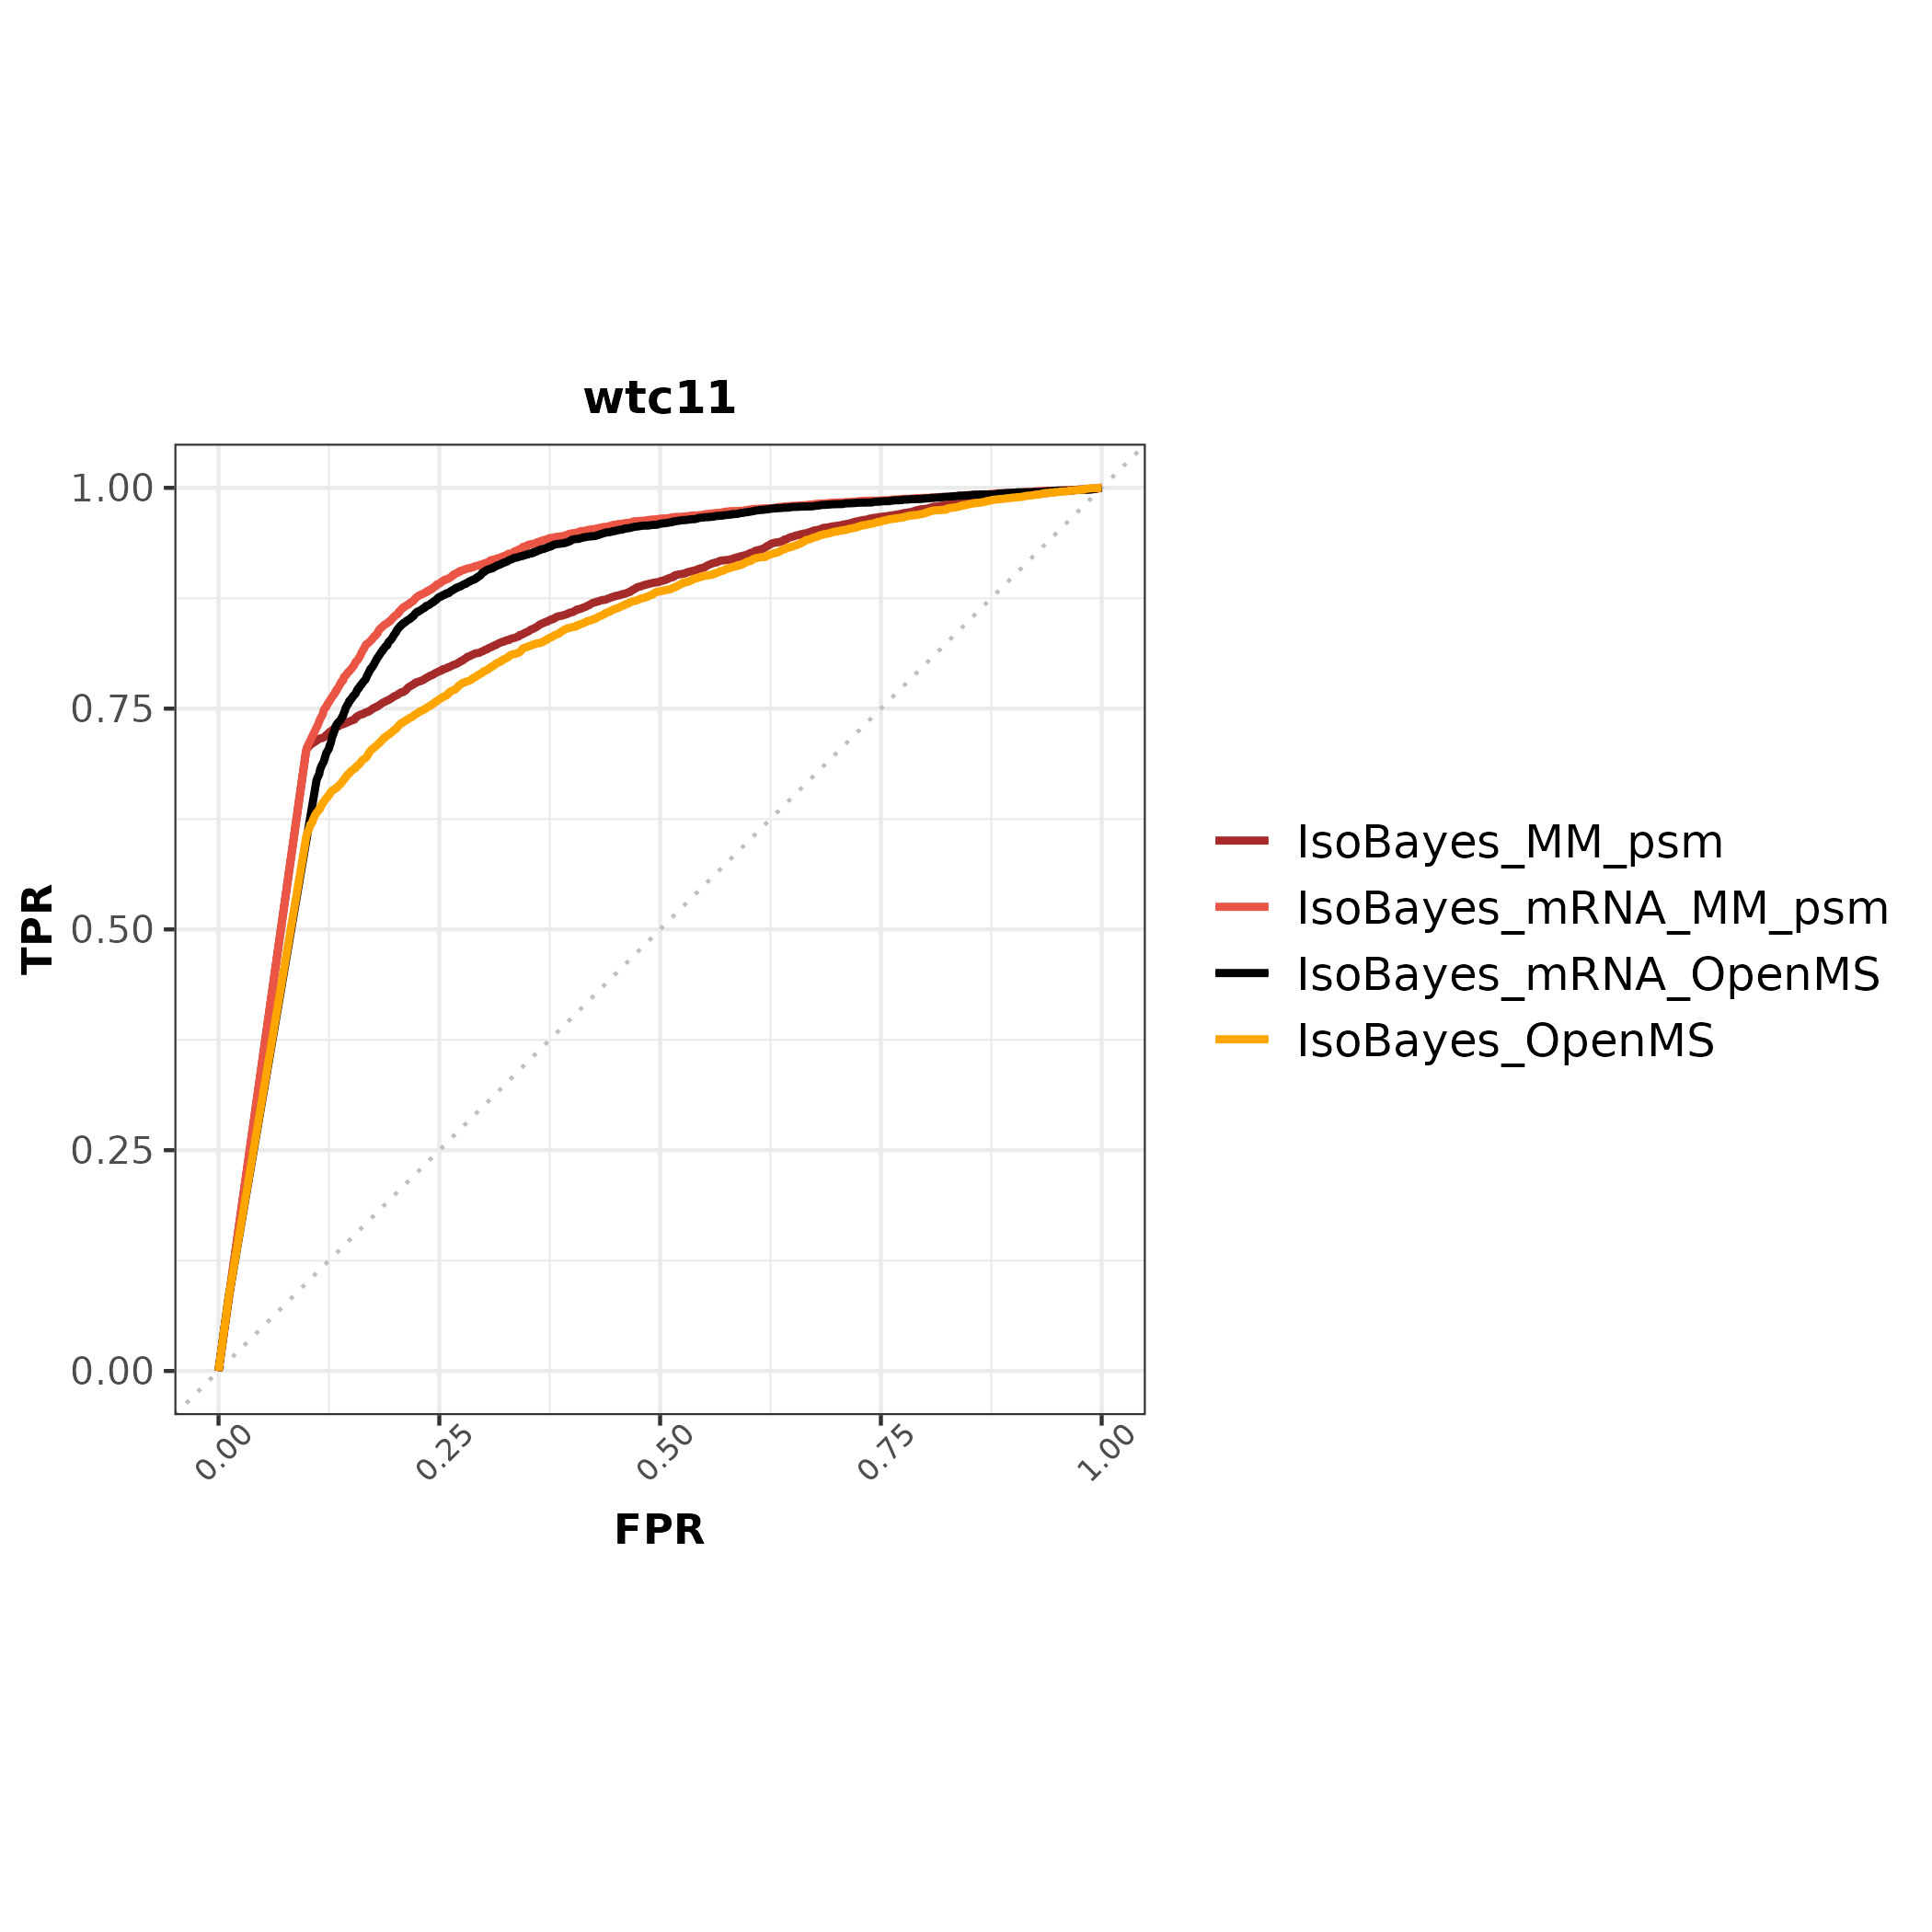 wtc11
1.00
0.75
0.50
0.25
0.00
TPR
0.00 0.25 0.50 0.75 1.00
FPR
IsoBayes_MM_psm
IsoBayes_mRNA_MM_psm
IsoBayes_mRNA_OpenMS
IsoBayes_OpenMS